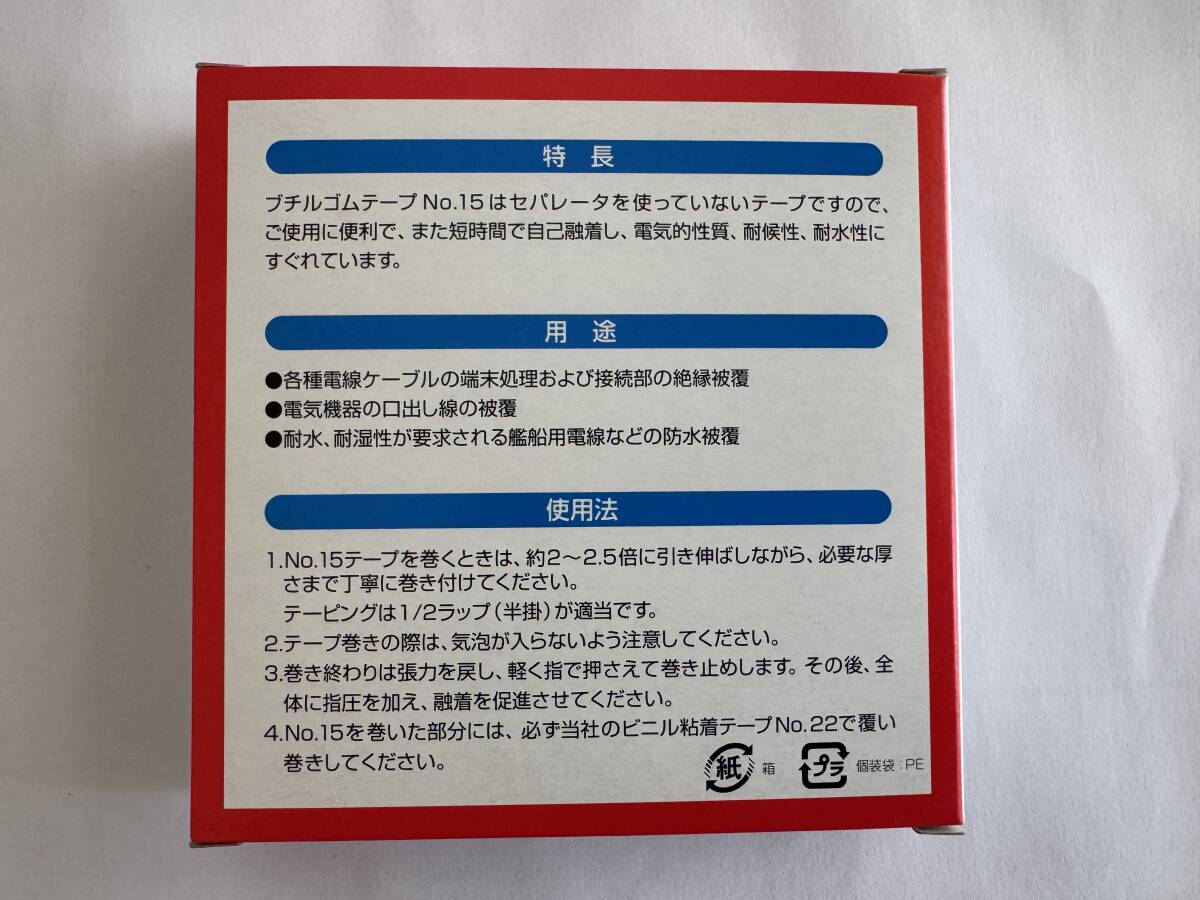 特 長
ブチルゴムテープ No.15 はセパレータを使っていないテープですので、
ご使用に便利で、また短時間で自己融着し、電気的性質、耐候性、耐水性に
すぐれています。
用 途
●各種電線ケーブルの端末処理および接続部の絶縁被覆
●電気機器の口出し線の被覆
●耐水、耐湿性が要求される艦船用電線などの防水被覆
使用法
1.No.15テープを巻くときは、約2〜2.5倍に引き伸ばしながら、必要な厚
さまで丁寧に巻き付けてください。
テーピングは1/2ラップ(半掛)が適当です。
2.テープ巻きの際は、気泡が入らないよう注意してください。
3.巻き終わりは張力を戻し、軽く指で押さえて巻き止めします。その後、全
体に指圧を加え、融着を促進させてください。
4.No.15を巻いた部分には、必ず当社のビニル粘着テープNo.22で覆い
巻きしてください。
紙 箱 プラ 個装袋:PE